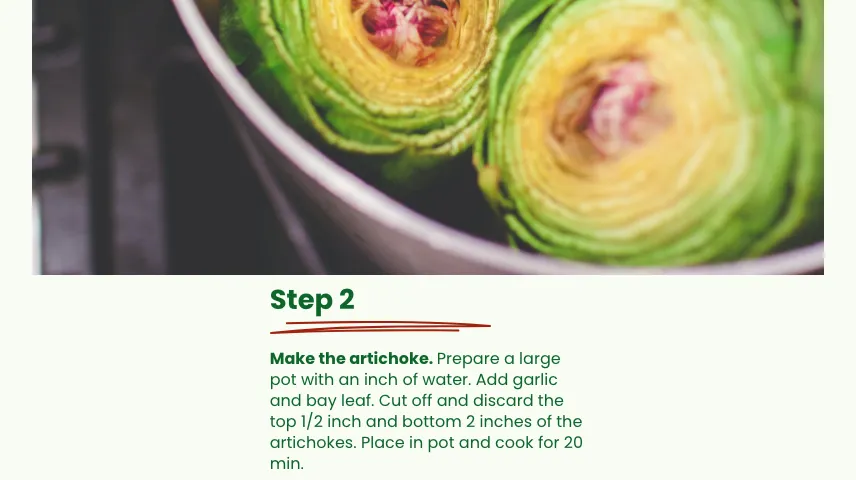 Step 2
Make the artichoke. Prepare a large
pot with an inch of water. Add garlic
and bay leaf. Cut off and discard the
top 1/2 inch and bottom 2 inches of the
artichokes. Place in pot and cook for 20
min.